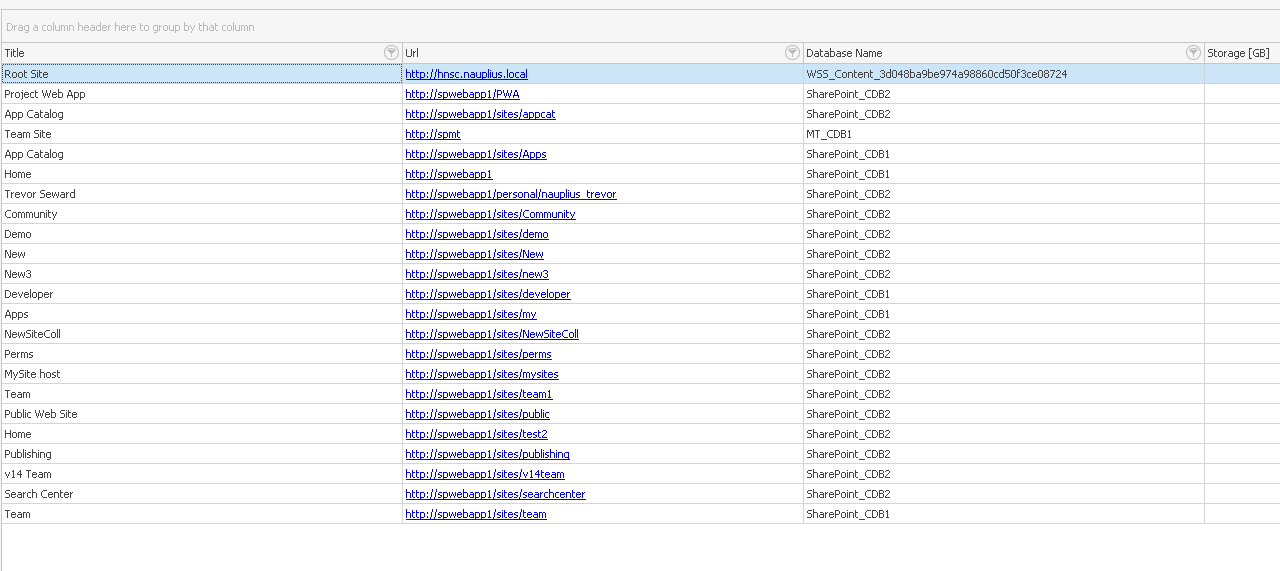 Drag a column header here to group by that column
Title Url Database Name Storage [GB]
Root Site http://hnsc.nauplius.local WSS_Content_3d048ba9be974a98860cd50f3ce08724
Project Web App http://spwebapp1/PWA SharePoint_CDB2
App Catalog http://spwebapp1/sites/appcat SharePoint_CDB2
Team Site http://spmt MT_CDB1
App Catalog http://spwebapp1/sites/Apps SharePoint_CDB1
Home http://spwebapp1 SharePoint_CDB1
Trevor Seward http://spwebapp1/personal/nauplius_trevor SharePoint_CDB2
Community http://spwebapp1/sites/Community SharePoint_CDB2
Demo http://spwebapp1/sites/demo SharePoint_CDB2
New http://spwebapp1/sites/New SharePoint_CDB2
New3 http://spwebapp1/sites/new3 SharePoint_CDB2
Developer http://spwebapp1/sites/developer SharePoint_CDB1
Apps http://spwebapp1/sites/my SharePoint_CDB1
NewSiteColl http://spwebapp1/sites/NewSiteColl SharePoint_CDB2
Perms http://spwebapp1/sites/perms SharePoint_CDB2
MySite host http://spwebapp1/sites/mysites SharePoint_CDB2
Team http://spwebapp1/sites/team1 SharePoint_CDB2
Public Web Site http://spwebapp1/sites/public SharePoint_CDB2
Home http://spwebapp1/sites/test2 SharePoint_CDB2
Publishing http://spwebapp1/sites/publishing SharePoint_CDB2
v14 Team http://spwebapp1/sites/v14team SharePoint_CDB2
Search Center http://spwebapp1/sites/searchcenter SharePoint_CDB2
Team http://spwebapp1/sites/team SharePoint_CDB1